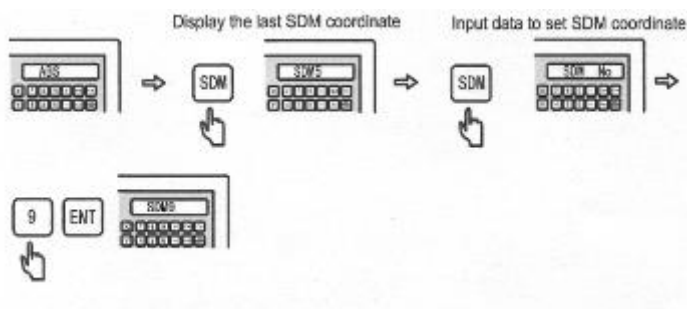 Display the last SDM coordinate
Input data to set SDM coordinate
ABS
SDM
SDM5
SDM
SDM No
9
ENT
SDM9